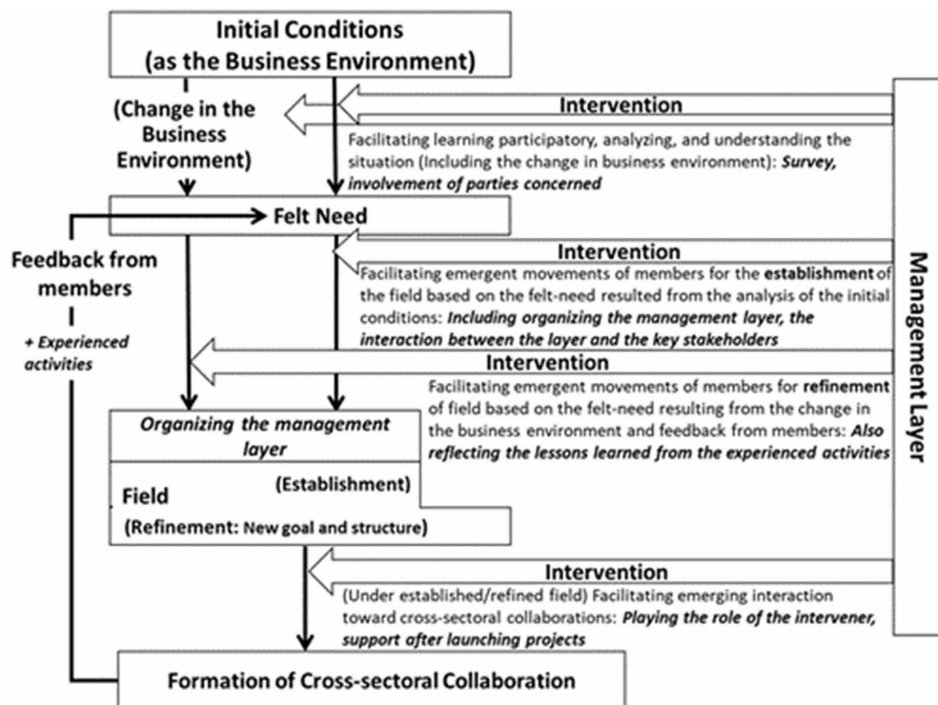 Initial Conditions
(as the Business Environment)
(Change in the
Business
Environment)
Intervention
Facilitating learning participatory, analyzing, and understanding the
situation (Including the change in business environment): Survey,
involvement of parties concerned
Felt Need
Feedback from
members
+ Experienced
activities
Intervention
Facilitating emergent movements of members for the establishment of
the field based on the felt-need resulted from the analysis of the initial
conditions: Including organizing the management layer, the
interaction between the layer and the key stakeholders
Intervention
Facilitating emergent movements of members for refinement
of field based on the felt-need resulting from the change in
the business environment and feedback from members: Also
reflecting the lessons learned from the experienced activities
Organizing the management
layer
(Establishment)
Field
(Refinement: New goal and structure)
Intervention
(Under established/refined field) Facilitating emerging interaction
toward cross-sectoral collaborations: Playing the role of the intervener,
support after launching projects
Formation of Cross-sectoral Collaboration
Management Layer